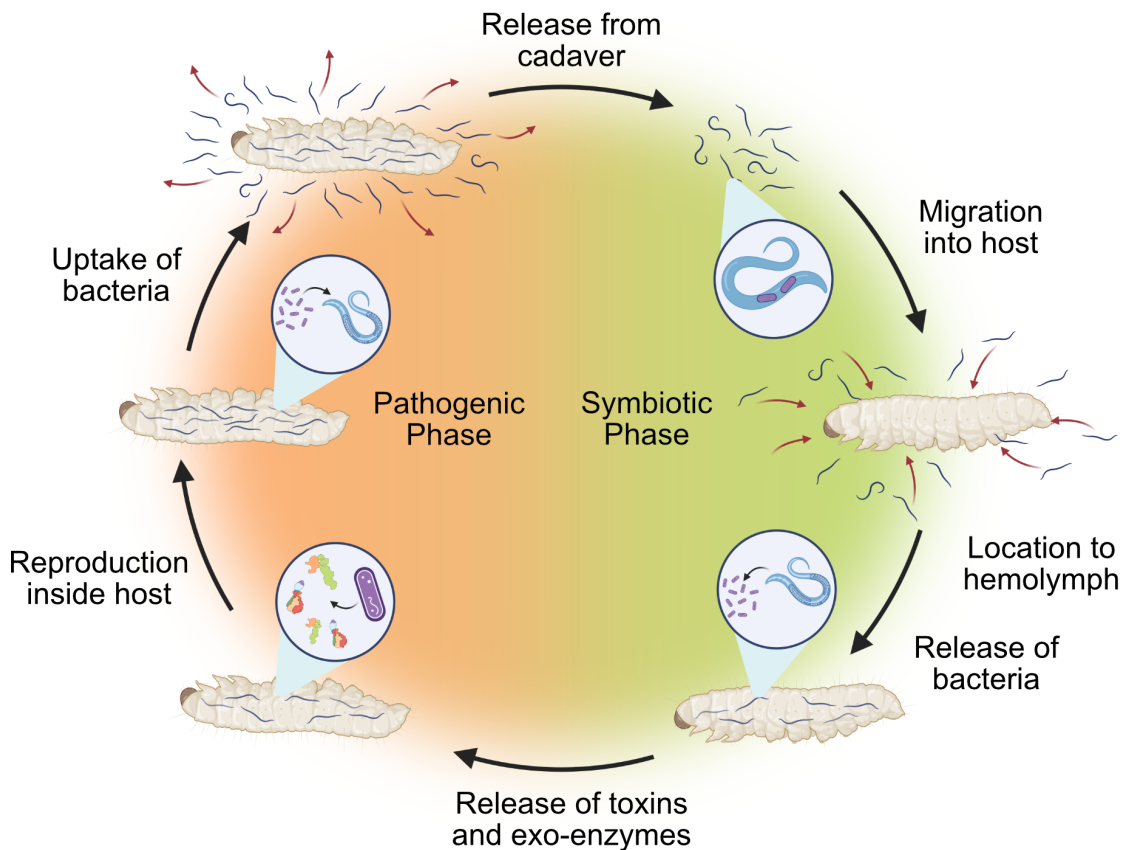 Release from
cadaver
Migration
into host
Uptake of
bacteria
Pathogenic
Phase
Symbiotic
Phase
Location to
hemolymph
Reproduction
inside host
Release of
bacteria
Release of toxins
and exo-enzymes